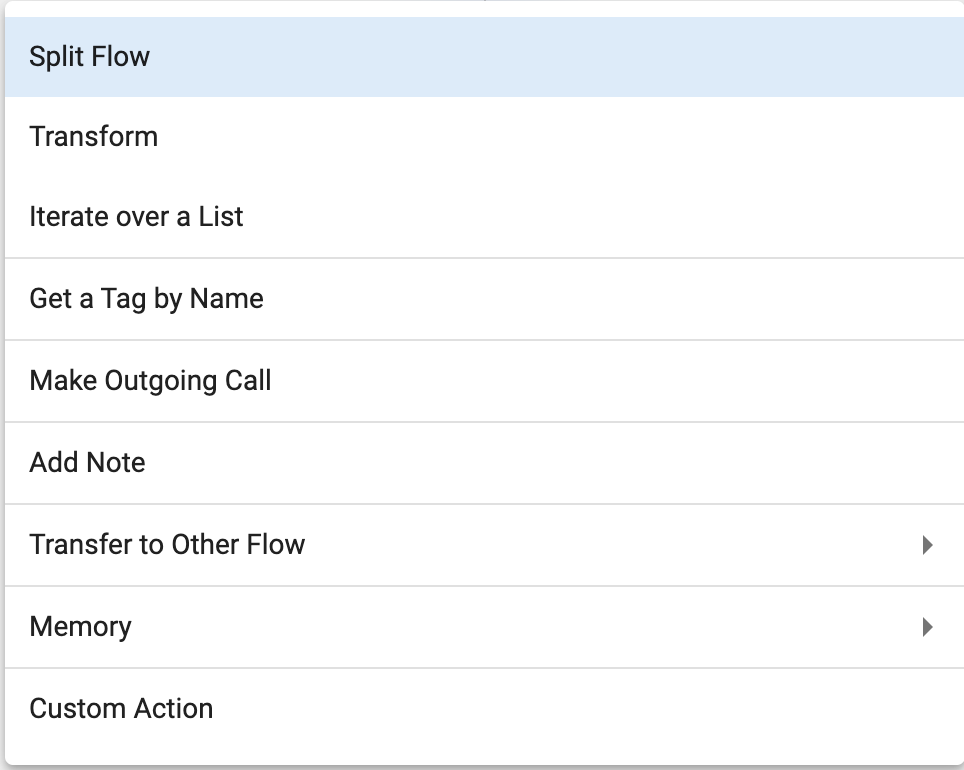 Split Flow
Transform
Iterate over a List
Get a Tag by Name
Make Outgoing Call
Add Note
Transfer to Other Flow
Memory
Custom Action